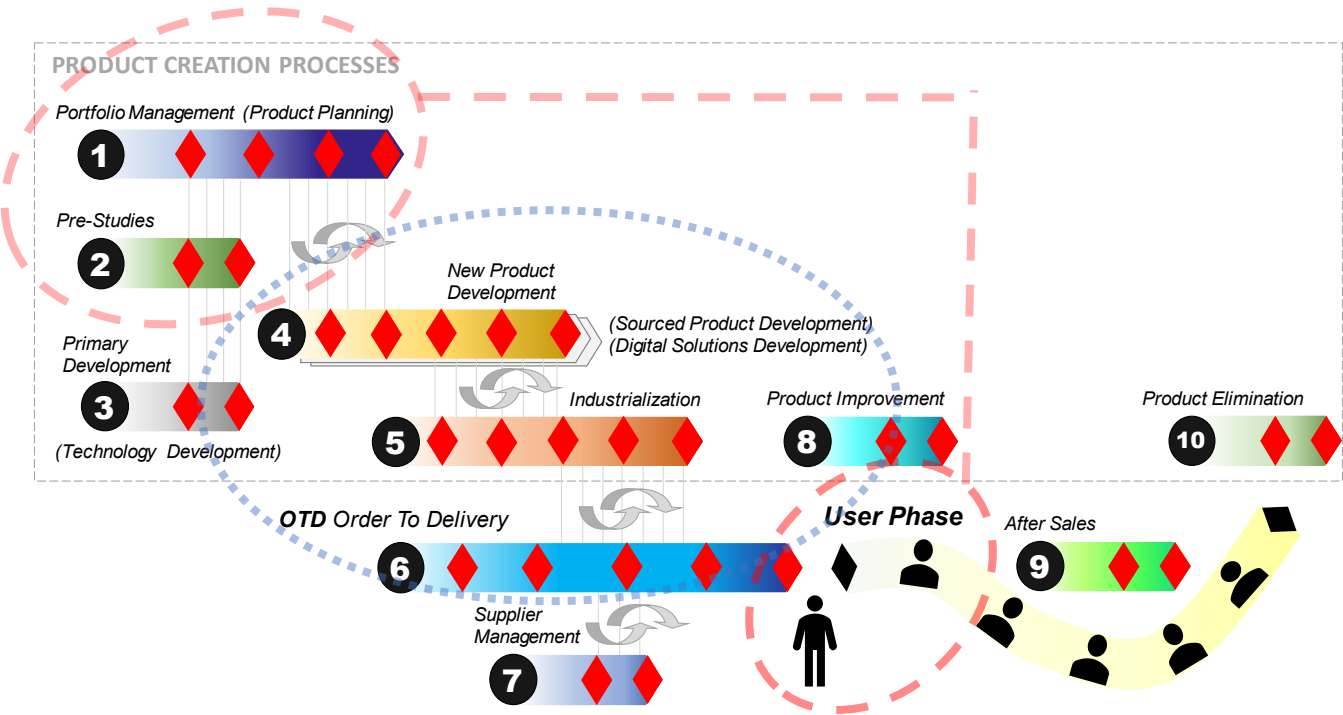 PRODUCT CREATION PROCESSES
Portfolio Management (Product Planning)
1
Pre-Studies
2
New Product
Development
4
(Sourced Product Development)
(Digital Solutions Development)
Primary
Development
3
(Technology Development)
Industrialization
5
Product Improvement
8
Product Elimination
10
OTD Order To Delivery
6
User Phase
After Sales
9
Supplier
Management
7